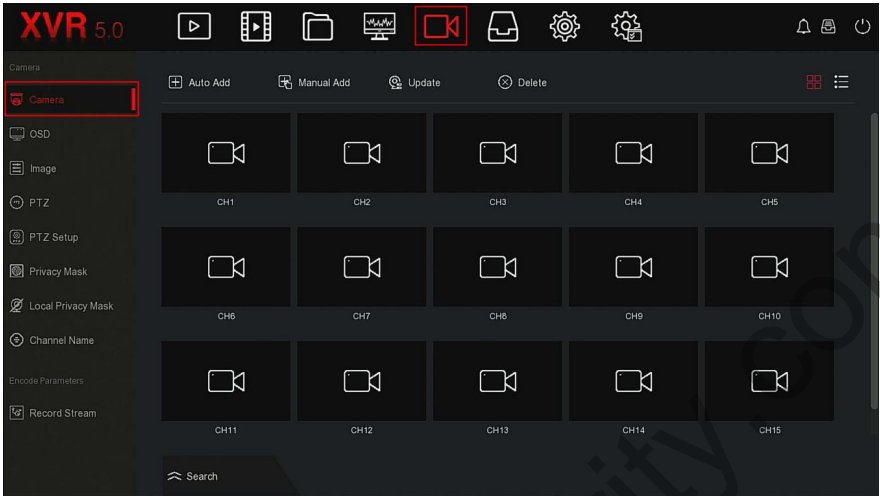 XVR 5.0
Camera
Camera
OSD
Image
PTZ
PTZ Setup
Privacy Mask
Local Privacy Mask
Channel Name
Encode Parameters
Record Stream
Auto Add Manual Add Update Delete
CH1 CH2 CH3 CH4 CH5
CH6 CH7 CH8 CH9 CH10
CH11 CH12 CH13 CH14 CH15
Search